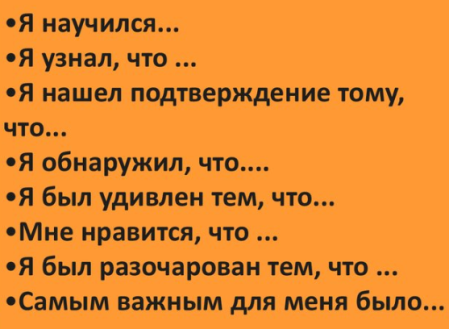 •Я научился...
•Я узнал, что ...
•Я нашел подтверждение тому,
что...
•Я обнаружил, что....
•Я был удивлен тем, что...
•Мне нравится, что ...
•Я был разочарован тем, что ...
•Самым важным для меня было...